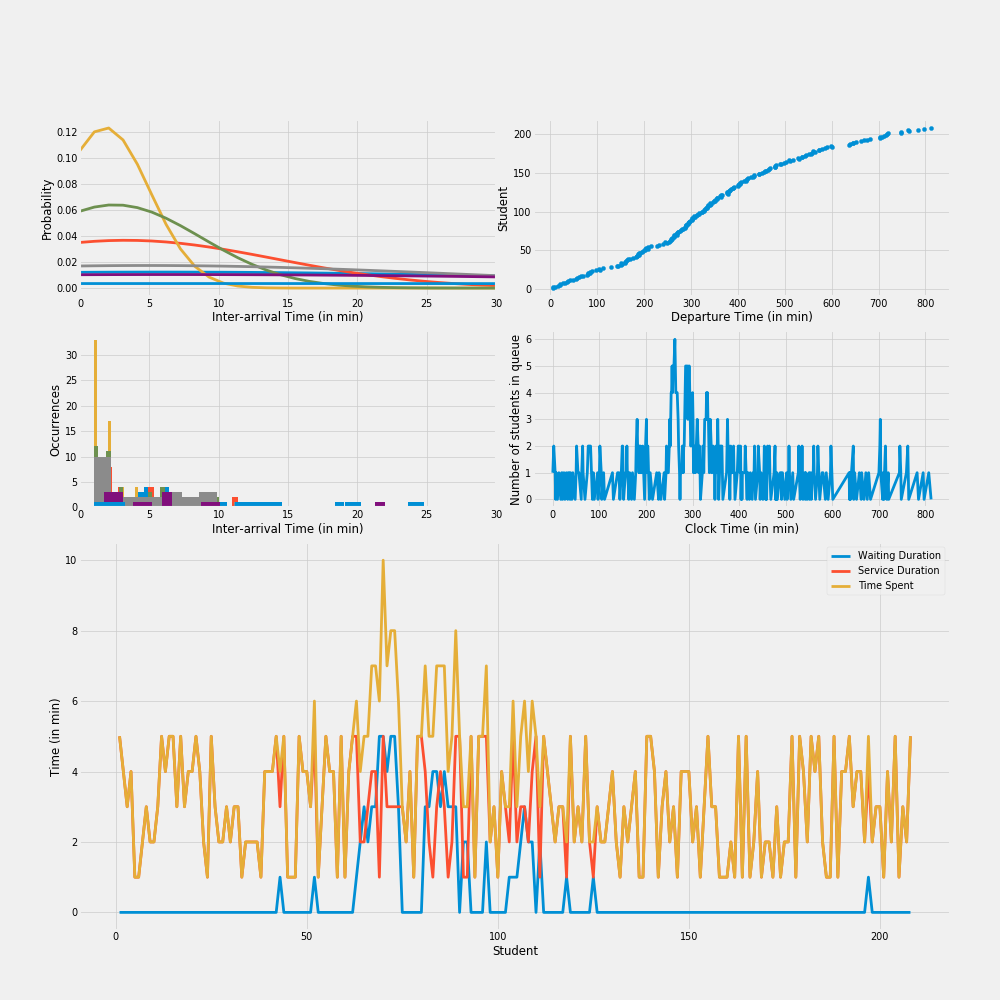 0.12
0.10
0.08
0.06
0.04
0.02
0.00
Probability
0 5 10 15 20 25 30
Inter-arrival Time (in min)
200
150
100
50
0
Student
0 100 200 300 400 500 600 700 800
Departure Time (in min)
30
25
20
15
10
5
0
Occurrences
0 5 10 15 20 25 30
Inter-arrival Time (in min)
6
5
4
3
2
1
0
Number of students in queue
0 100 200 300 400 500 600 700 800
Clock Time (in min)
10
8
6
4
2
0
Time (in min)
Waiting Duration
Service Duration
Time Spent
0 50 100 150 200
Student